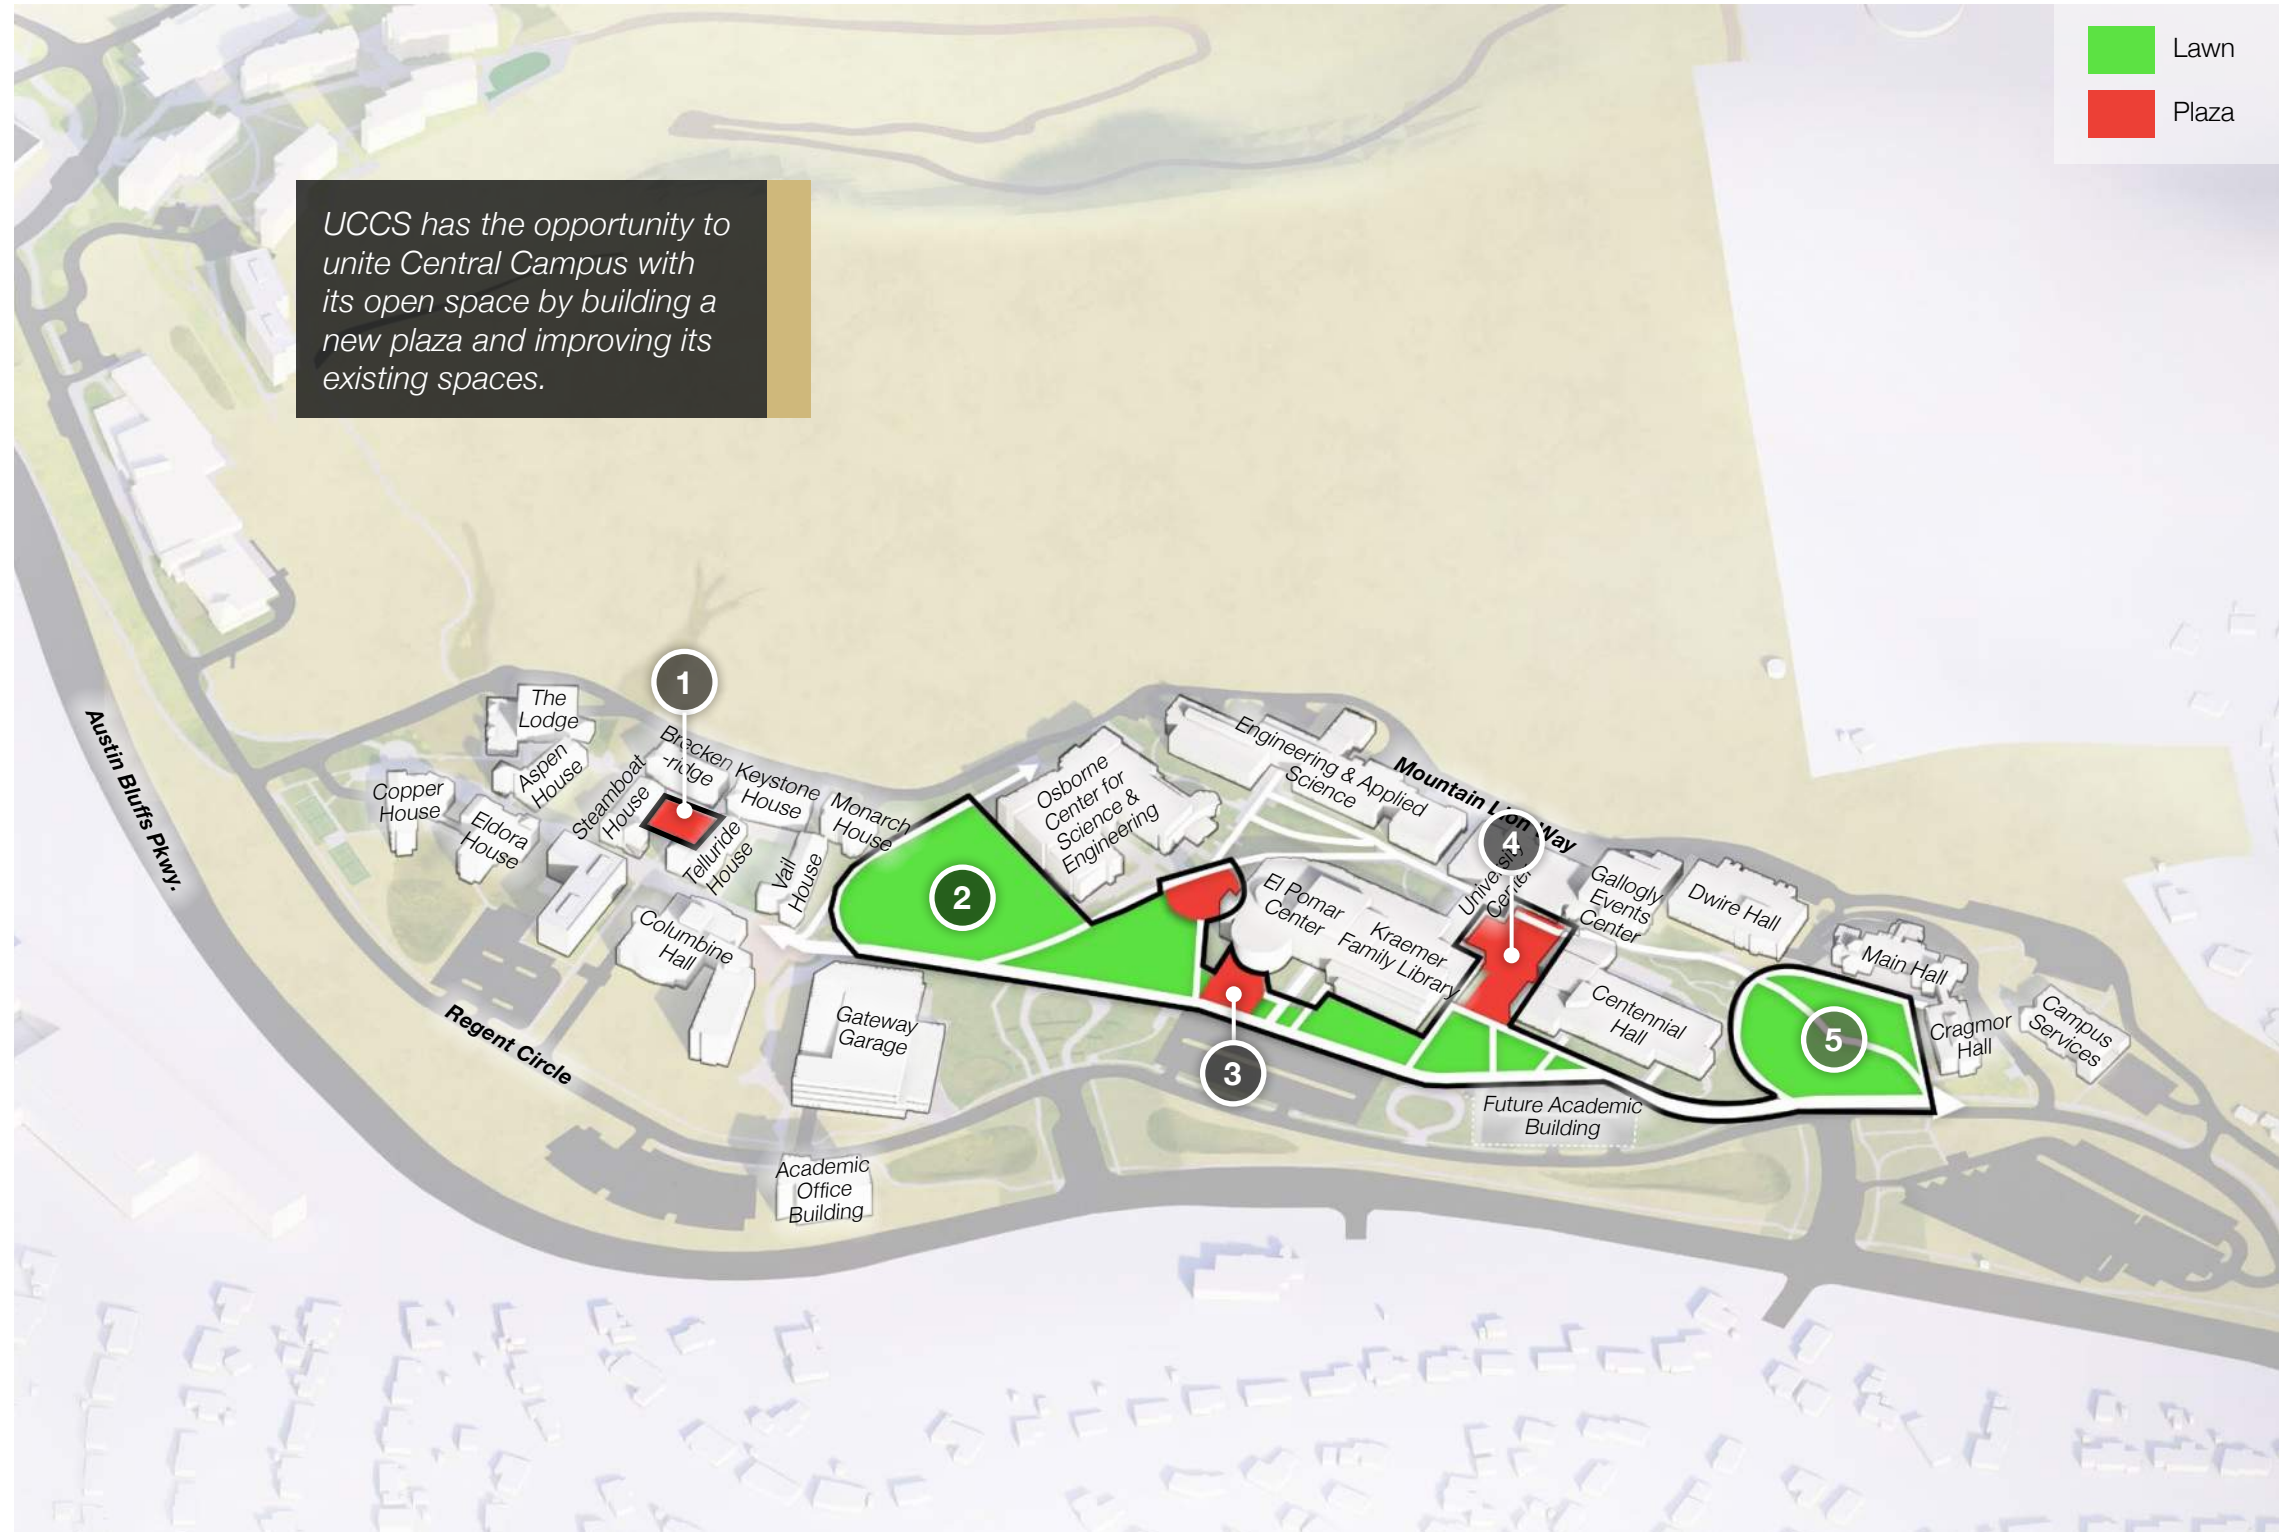 Lawn
Plaza
UCCS has the opportunity to
unite Central Campus with
its open space by building a
new plaza and improving its
existing spaces.
1
The
Lodge
Aspen
House
Copper
House
Eldora
House
Steamboat
House
Brecken
-ridge
Keystone
House
Monarch
House
Telluride
House
Vail
House
Columbine
Hall
Austin Bluffs Pkwy.
Regent Circle
Gateway
Garage
Academic
Office
Building
2
Osborne
Center for
Science &
Engineering
Engineering & Applied
Science
Mountain Lion Way
El Pomar
Center
Kraemer
Family Library
3
4
University
Center
Gallogly
Events
Center
Dwire Hall
Centennial
Hall
Future Academic
Building
Main Hall
5
Cragmor
Hall
Campus
Services